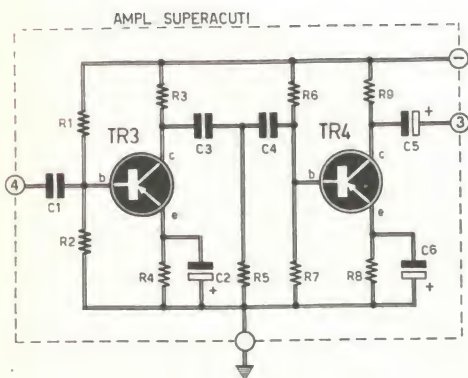 AMPL SUPERACUTI
−
R3
R6
R9
R1
+
3
C3
C4
C5
TR3
TR4
c
c
4
b
b
C1
e
e
R2
C6
R4
C2
R5
R7
R8
+
+